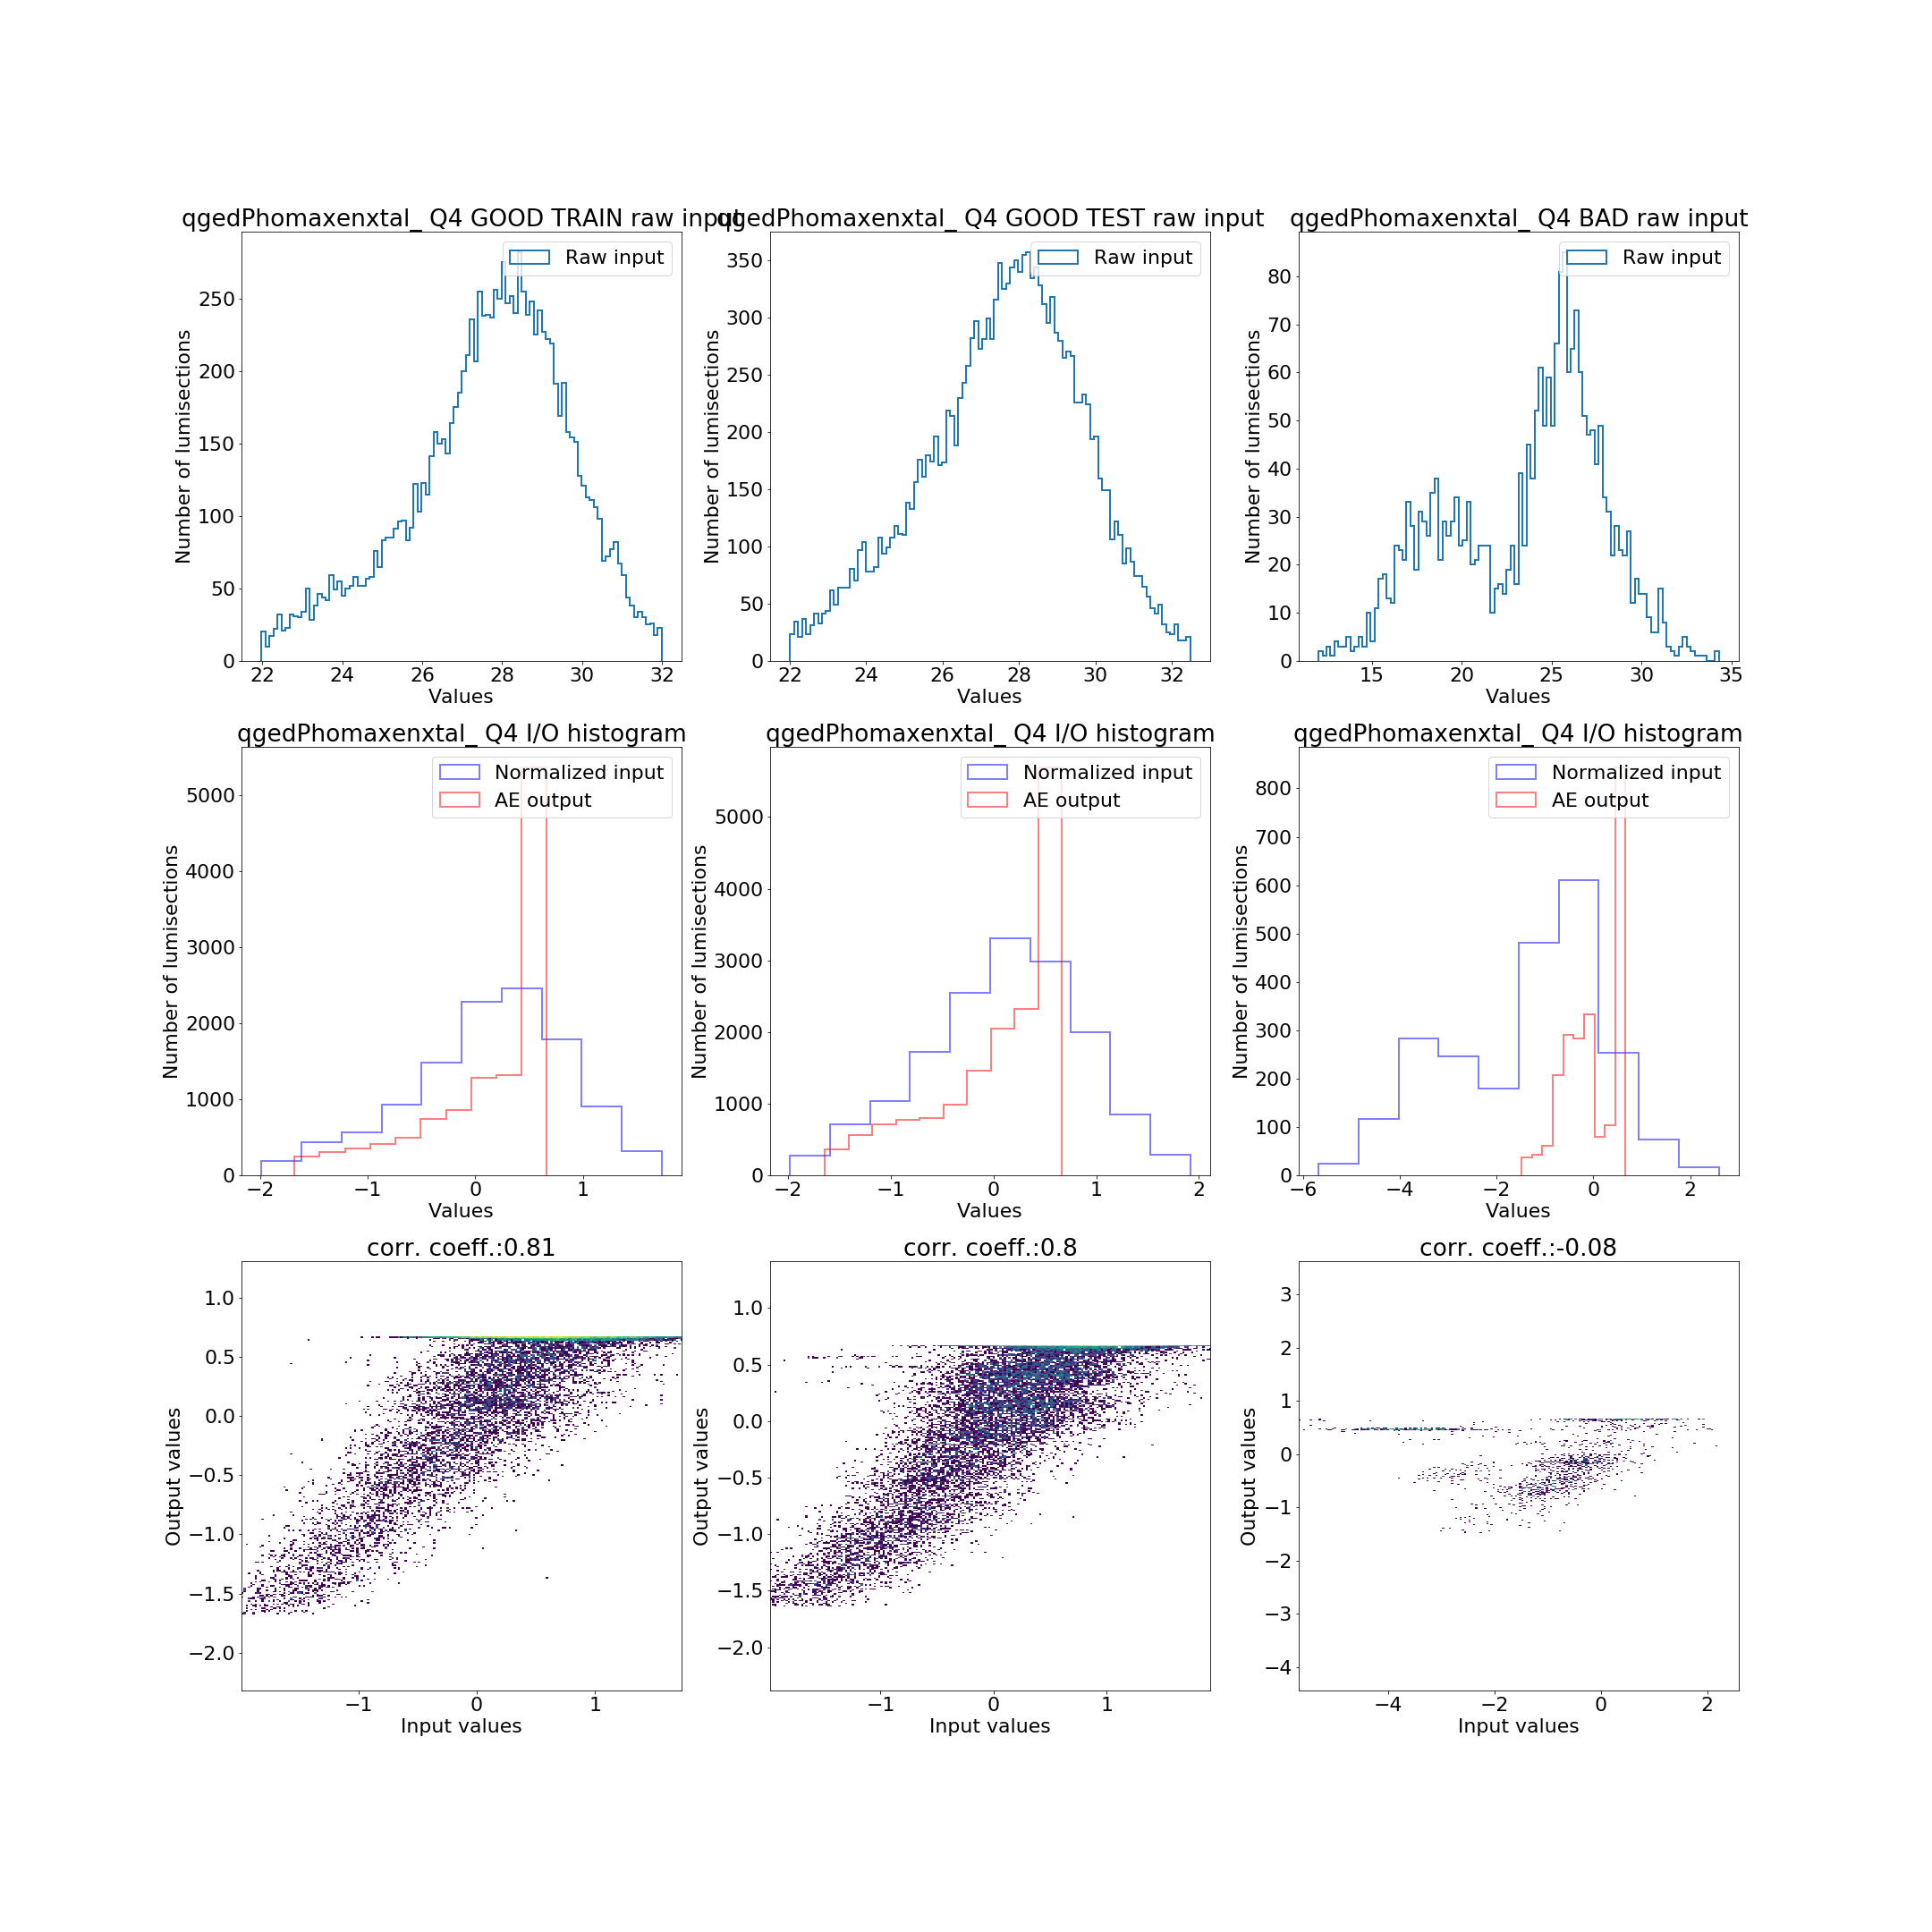 qgedPhomaxenxtal_ Q4 GOOD TRAIN raw input
Raw input
Number of lumisections
0
50
100
150
200
250
22 24 26 28 30 32
Values
qgedPhomaxenxtal_ Q4 GOOD TEST raw input
Raw input
Number of lumisections
0
50
100
150
200
250
300
350
22 24 26 28 30 32
Values
qgedPhomaxenxtal_ Q4 BAD raw input
Raw input
Number of lumisections
0
10
20
30
40
50
60
70
80
15 20 25 30 35
Values
qgedPhomaxenxtal_ Q4 I/O histogram
Normalized input
AE output
Number of lumisections
0
1000
2000
3000
4000
5000
−2 −1 0 1
Values
qgedPhomaxenxtal_ Q4 I/O histogram
Normalized input
AE output
Number of lumisections
0
1000
2000
3000
4000
5000
−2 −1 0 1 2
Values
qgedPhomaxenxtal_ Q4 I/O histogram
Normalized input
AE output
Number of lumisections
0
100
200
300
400
500
600
700
800
−6 −4 −2 0 2
Values
corr. coeff.:0.81
Output values
1.0
0.5
0.0
−0.5
−1.0
−1.5
−2.0
−1 0 1
Input values
corr. coeff.:0.8
Output values
1.0
0.5
0.0
−0.5
−1.0
−1.5
−2.0
−1 0 1
Input values
corr. coeff.:-0.08
Output values
3
2
1
0
−1
−2
−3
−4
−4 −2 0 2
Input values